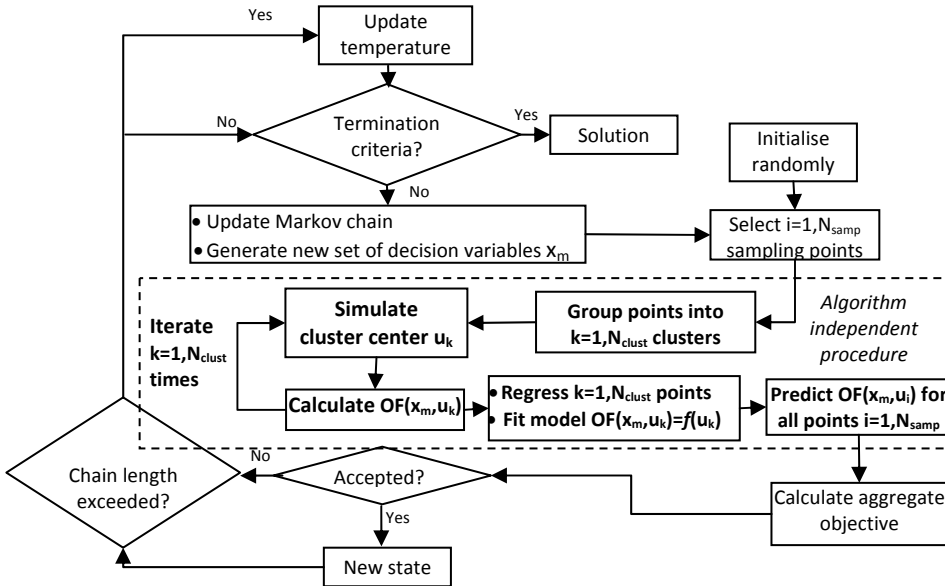 Yes
Update
temperature
No
Termination
criteria?
Yes
Solution
Initialise
randomly
No
• Update Markov chain
• Generate new set of decision variables xm
Select i=1,Nsamp
sampling points
Algorithm
independent
procedure
Group points into
k=1,Nclust clusters
Simulate
cluster center uk
Iterate
k=1,Nclust
times
Calculate OF(xm,uk)
• Regress k=1,Nclust points
• Fit model OF(xm,uk)=f(uk)
Predict OF(xm,ui) for
all points i=1,Nsamp
Calculate aggregate
objective
Accepted?
No
Chain length
exceeded?
Yes
New state